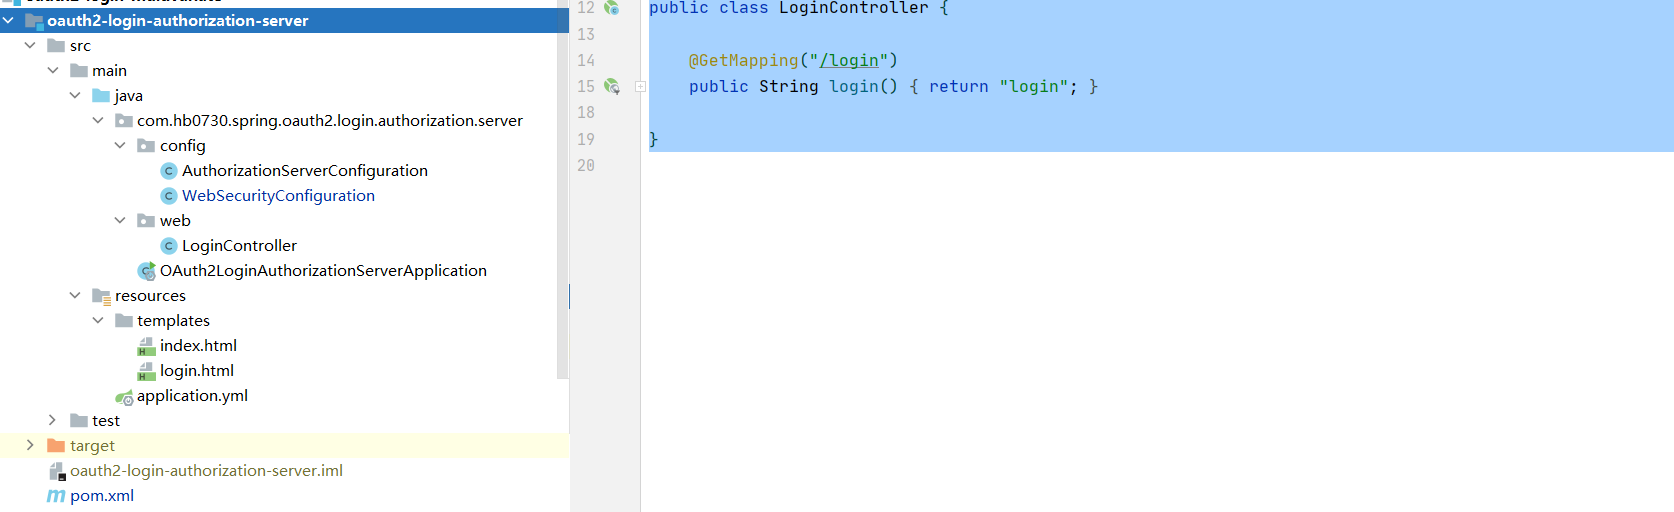 oauth2-login-authorization-server
src
main
java
com.hb0730.spring.oauth2.login.authorization.server
config
AuthorizationServerConfiguration
WebSecurityConfiguration
web
LoginController
OAuth2LoginAuthorizationServerApplication
resources
templates
index.html
login.html
application.yml
test
target
oauth2-login-authorization-server.iml
pom.xml
12 public class LoginController {
13
14 @GetMapping("/login")
15 public String login() { return "login"; }
18
19 }
20